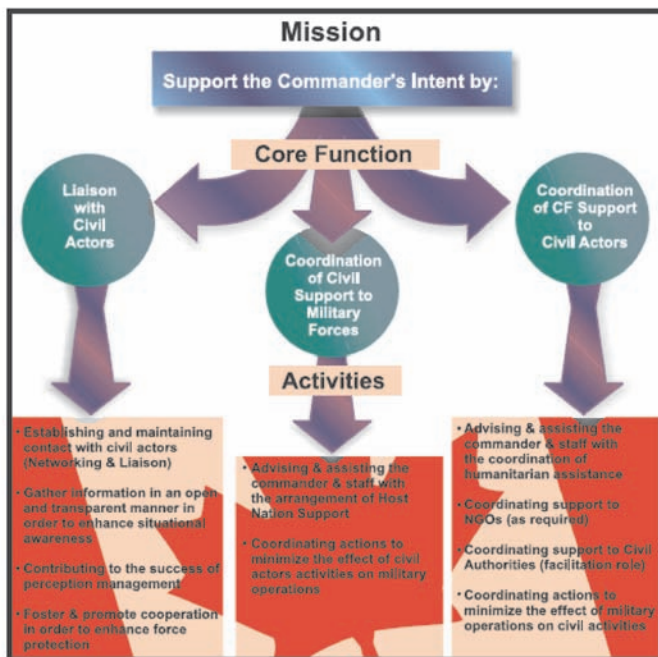 Mission
Support the Commander's Intent by:
Core Function
Liaison
with
Civil
Actors
Coordination
of Civil
Support to
Military
Forces
Coordination
of CF Support
to
Civil Actors
Activities
• Establishing and maintaining
contact with civil actors
(Networking & Liaison)
• Gather information in an open
and transparent manner in
order to enhance situational
awareness
• Contributing to the success of
perception management
• Foster & promote cooperation
in order to enhance force
protection
• Advising & assisting the
commander & staff with
the arrangement of Host
Nation Support
• Coordinating actions to
minimize the effect of civil
actors activities on military
operations
• Advising & assisting the
commander & staff with
the coordination of
humanitarian assistance
• Coordinating support to
NGOs (as required)
• Coordinating support to Civil
Authorities (facilitation role)
• Coordinating actions to
minimize the effect of military
operations on civil activities